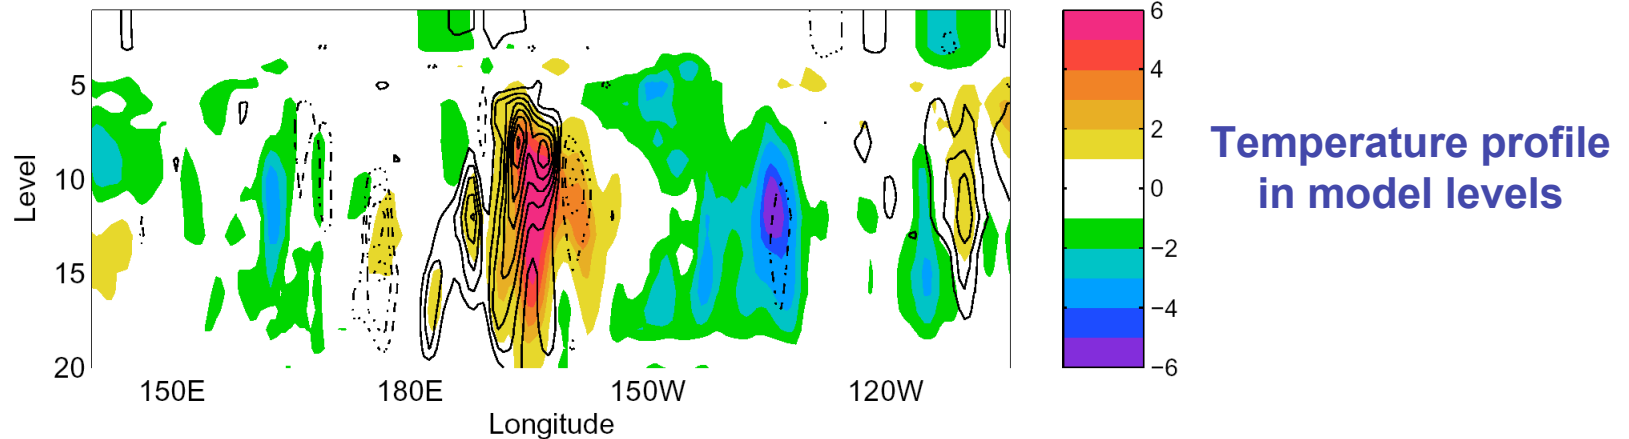 5
10
15
20
Level
150E
180E
150W
120W
Longitude
6
4
2
0
−2
−4
−6
Temperature profile
in model levels